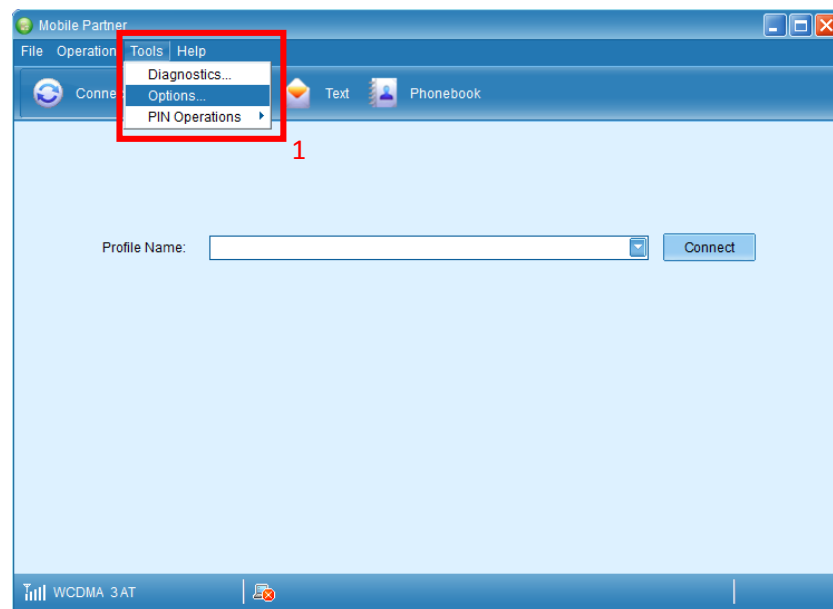 Mobile Partner
File Operation Tools Help
Diagnostics...
Options...
PIN Operations
Conne
Text
Phonebook
1
Profile Name:
Connect
WCDMA 3 AT